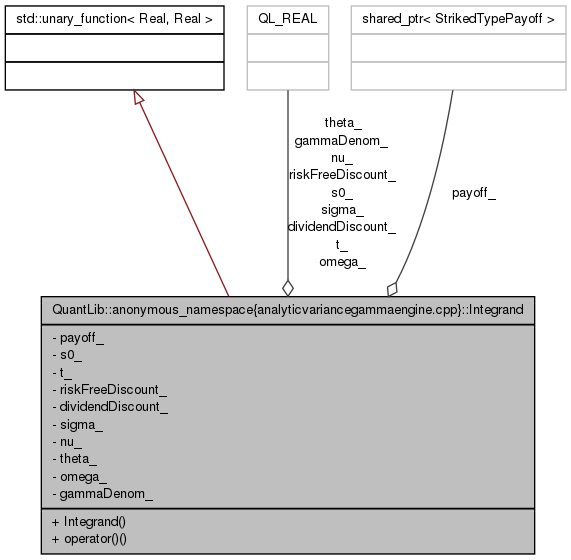 std::unary_function< Real, Real >
QL_REAL
shared_ptr< StrikedTypePayoff >
theta_
gammaDenom_
nu_
riskFreeDiscount_
s0_
sigma_
dividendDiscount_
t_
omega_
payoff_
QuantLib::anonymous_namespace{analyticvariancegammaengine.cpp}::Integrand
- payoff_
- s0_
- t_
- riskFreeDiscount_
- dividendDiscount_
- sigma_
- nu_
- theta_
- omega_
- gammaDenom_
+ Integrand()
+ operator()()